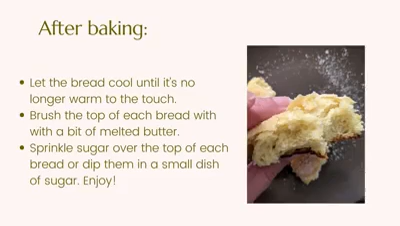 After baking:
Let the bread cool until it's no
longer warm to the touch.
Brush the top of each bread with
with a bit of melted butter.
Sprinkle sugar over the top of each
bread or dip them in a small dish
of sugar. Enjoy!